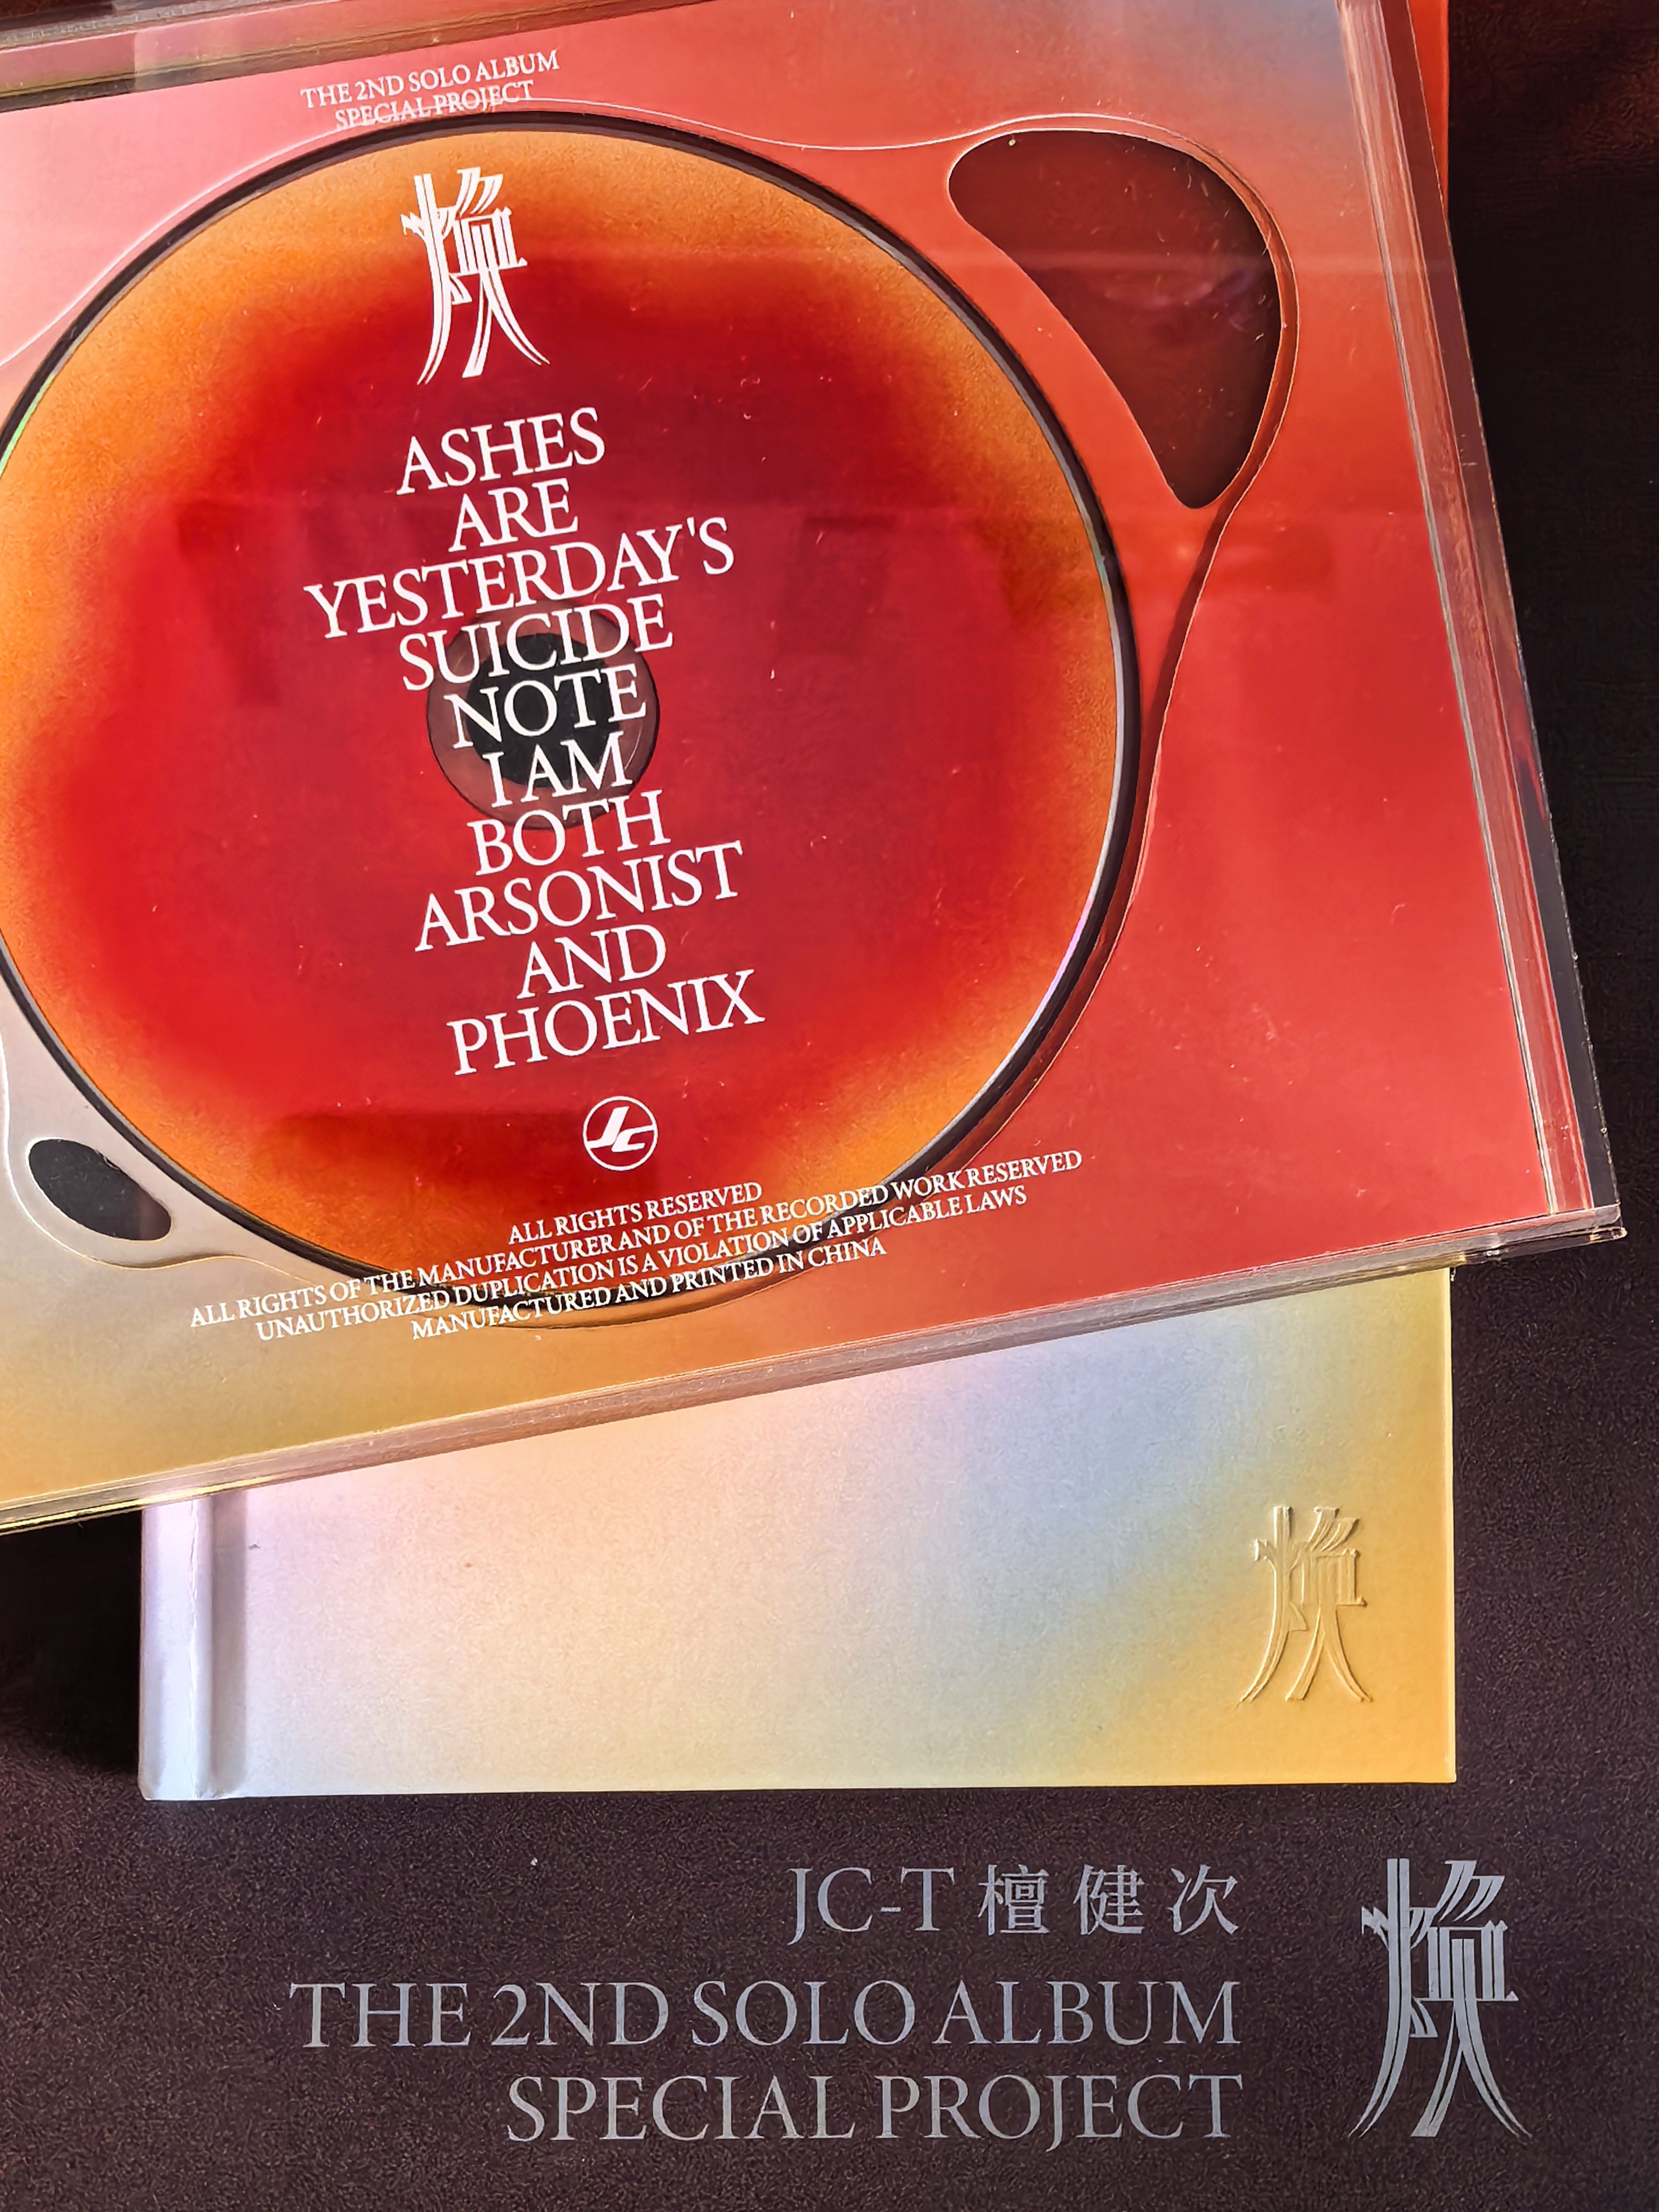 THE 2ND SOLO ALBUM
SPECIAL PROJECT
焕
ASHES
ARE
YESTERDAY'S
SUICIDE
NOTE
I AM
BOTH
ARSONIST
AND
PHOENIX
JC
ALL RIGHTS RESERVED
ALL RIGHTS OF THE MANUFACTURER AND OF THE RECORDED WORK RESERVED
UNAUTHORIZED DUPLICATION IS A VIOLATION OF APPLICABLE LAWS
MANUFACTURED AND PRINTED IN CHINA
焕
JC-T 檀健次
THE 2ND SOLO ALBUM
SPECIAL PROJECT
焕